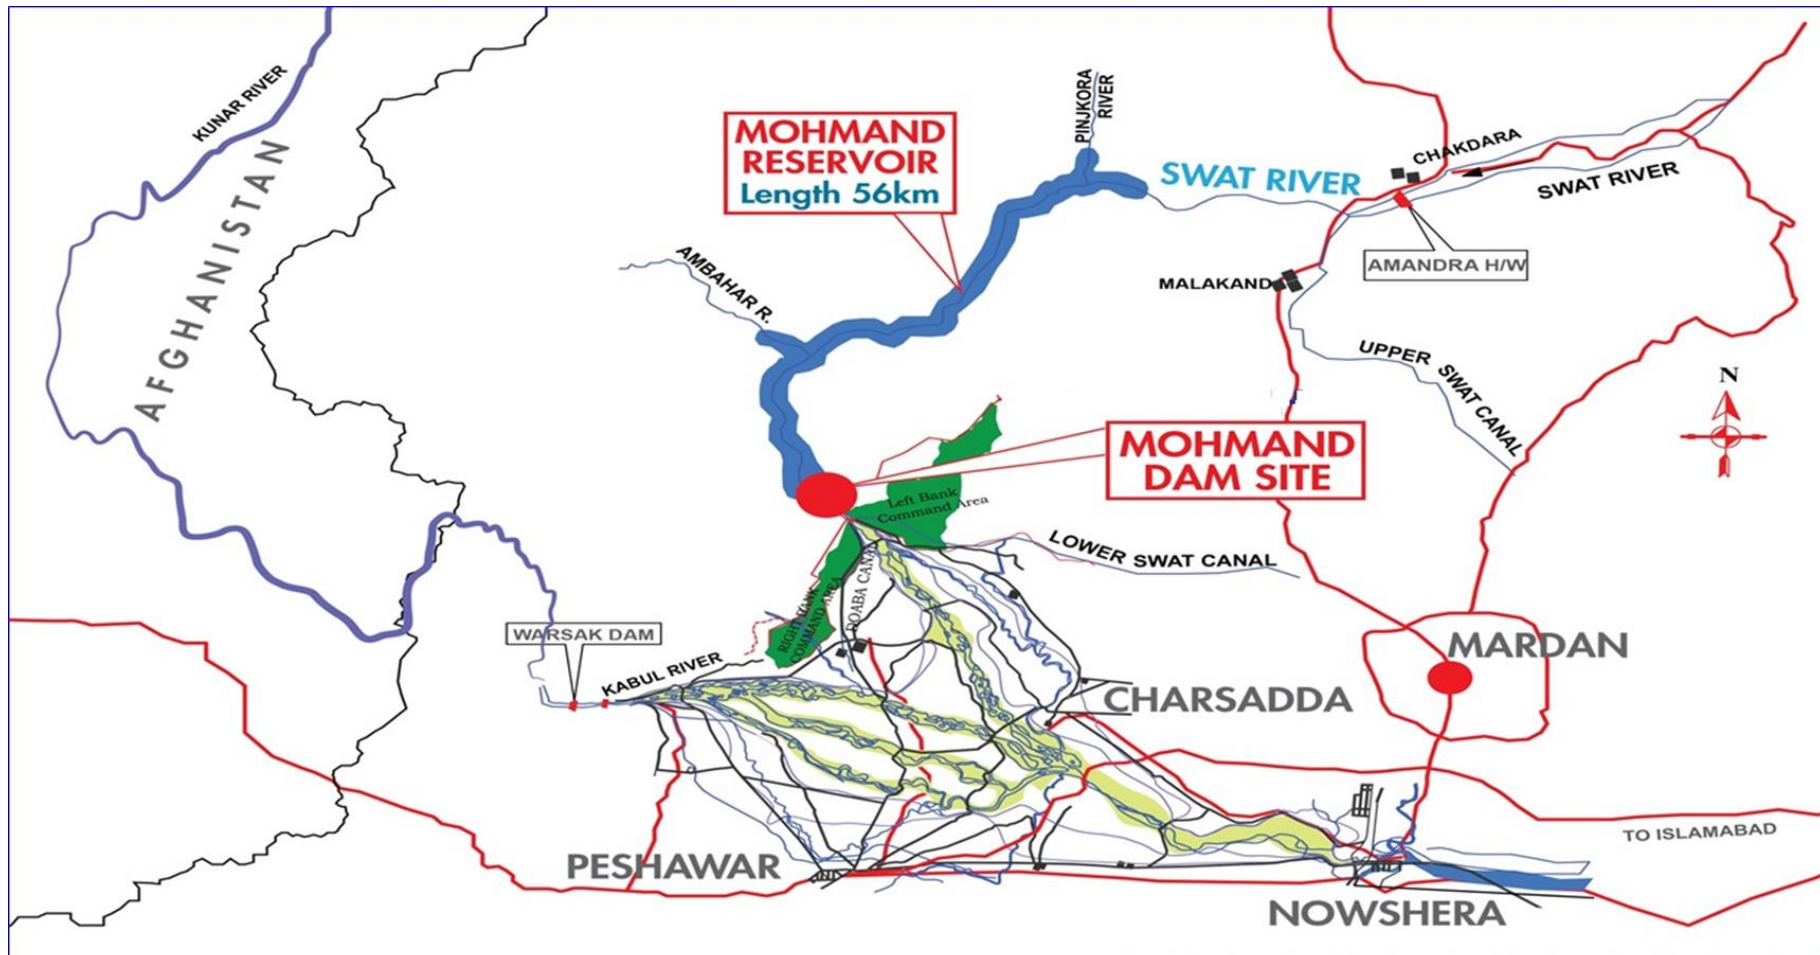 KUNAR RIVER
AFGHANISTAN
MOHMAND
RESERVOIR
Length 56km
PINJKORA
RIVER
SWAT RIVER
CHAKDARA
SWAT RIVER
AMANDRA H/W
MALAKAND
AMBAHAR R.
UPPER SWAT CANAL
N
MOHMAND
DAM SITE
Left Bank
Command Area
LOWER SWAT CANAL
DOABA CANAL
RIGHT BANK
COMMAND AREA
WARSAK DAM
KABUL RIVER
MARDAN
CHARSADDA
PESHAWAR
TO ISLAMABAD
NOWSHERA